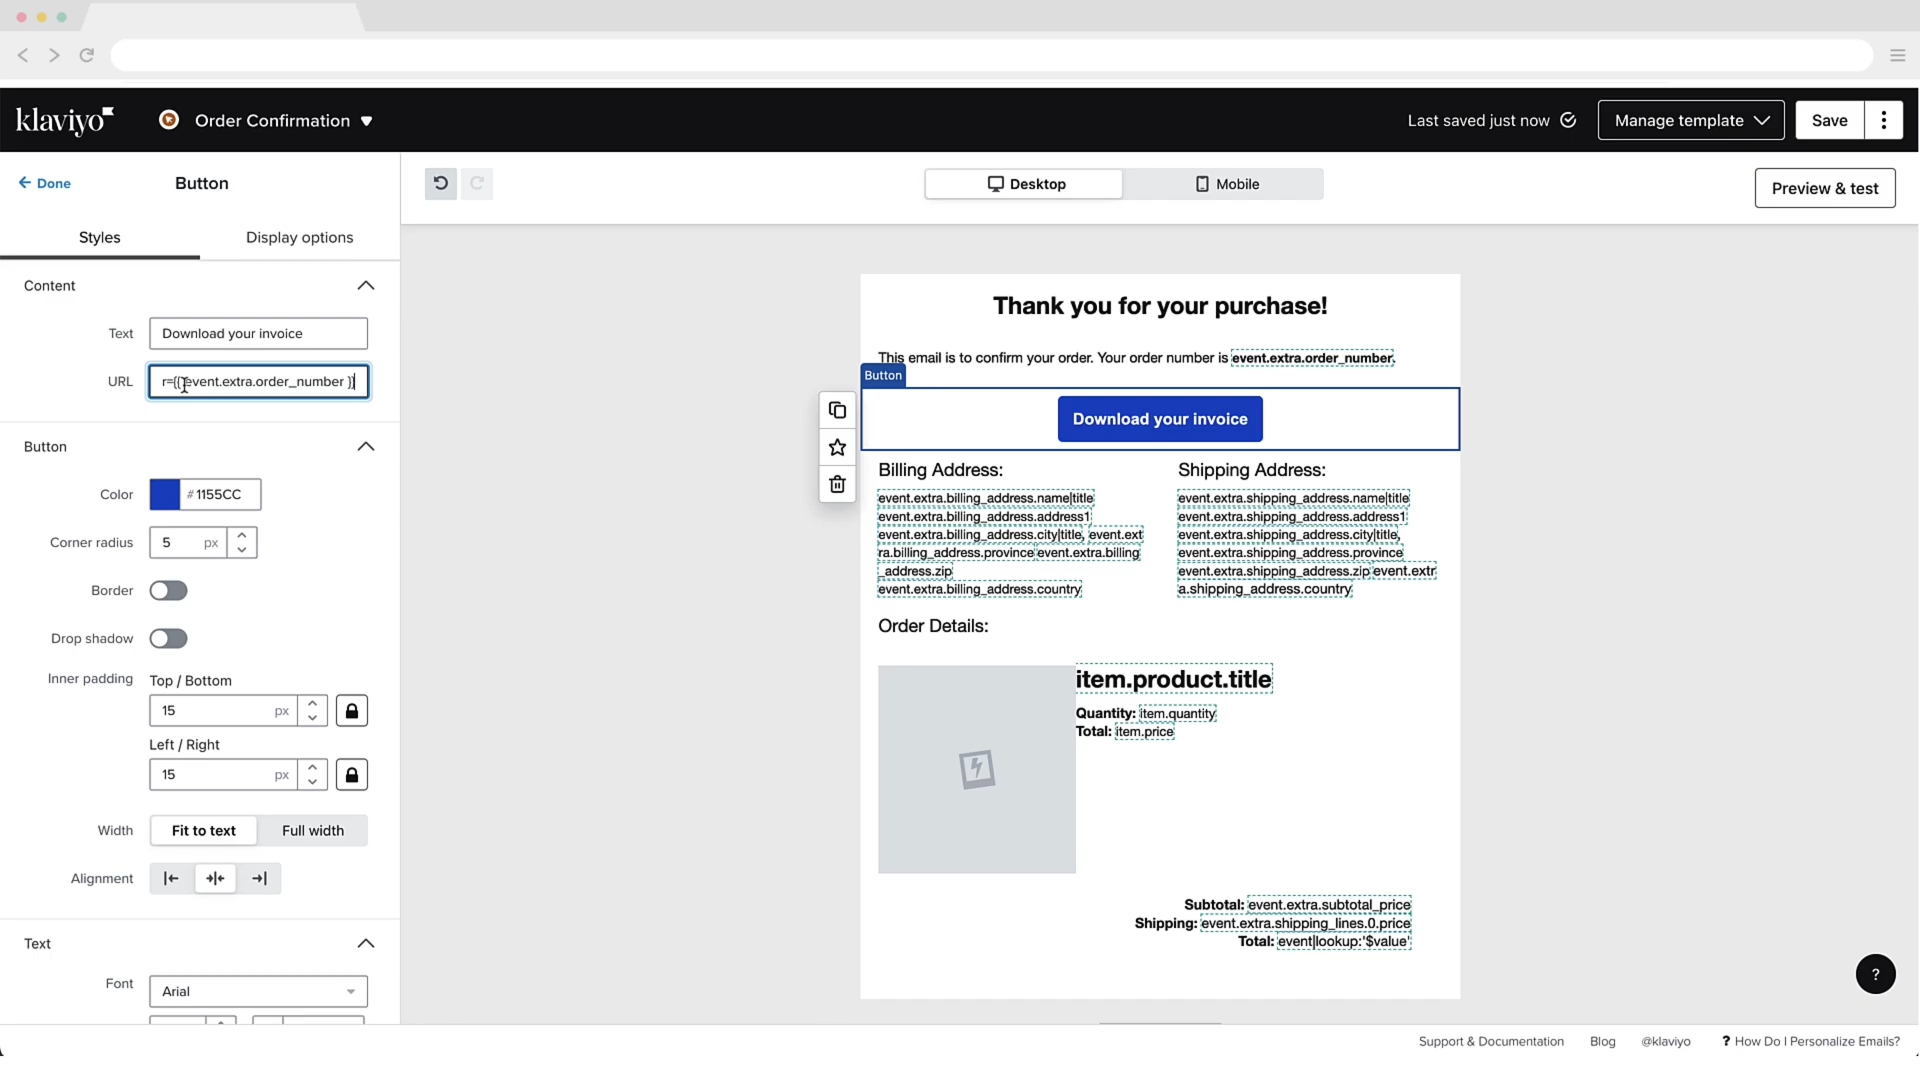 klaviyo
Order Confirmation
Last saved just now
Manage template
Save
Done
Button
Desktop
Mobile
Preview & test
Styles
Display options
Content
Text
Download your invoice
URL
r={{ event.extra.order_number }}
Button
Color
# 1155CC
Corner radius
5 px
Border
Drop shadow
Inner padding
Top / Bottom
15 px
Left / Right
15 px
Width
Fit to text
Full width
Alignment
Text
Font
Arial
Thank you for your purchase!
This email is to confirm your order. Your order number is event.extra.order_number.
Button
Download your invoice
Billing Address:
event.extra.billing_address.name|title
event.extra.billing_address.address1
event.extra.billing_address.city|title, event.ext
ra.billing_address.province event.extra.billing
_address.zip
event.extra.billing_address.country
Shipping Address:
event.extra.shipping_address.name|title
event.extra.shipping_address.address1
event.extra.shipping_address.city|title,
event.extra.shipping_address.province
event.extra.shipping_address.zip event.extr
a.shipping_address.country
Order Details:
item.product.title
Quantity: item.quantity
Total: item.price
Subtotal: event.extra.subtotal_price
Shipping: event.extra.shipping_lines.0.price
Total: event|lookup:'$value'
?
Support & Documentation
Blog
@klaviyo
? How Do I Personalize Emails?